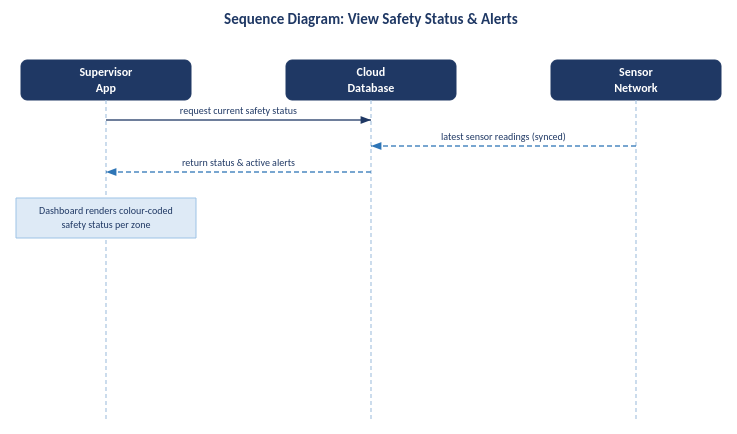 Sequence Diagram: View Safety Status & Alerts
Supervisor
App
Cloud
Database
Sensor
Network
request current safety status
latest sensor readings (synced)
return status & active alerts
Dashboard renders colour-coded
safety status per zone